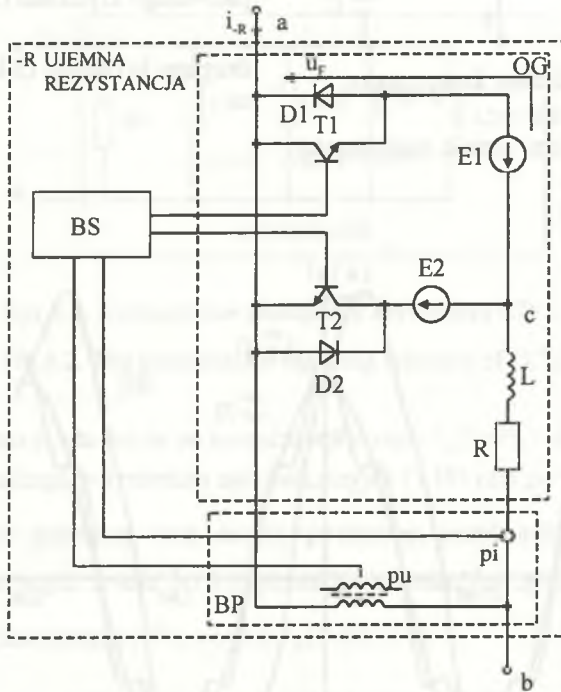 i-R a
-R UJEMNA
REZYSTANCJA
uF
OG
D1
T1
E1
BS
E2
T2
c
D2
L
R
pi
pu
BP
b